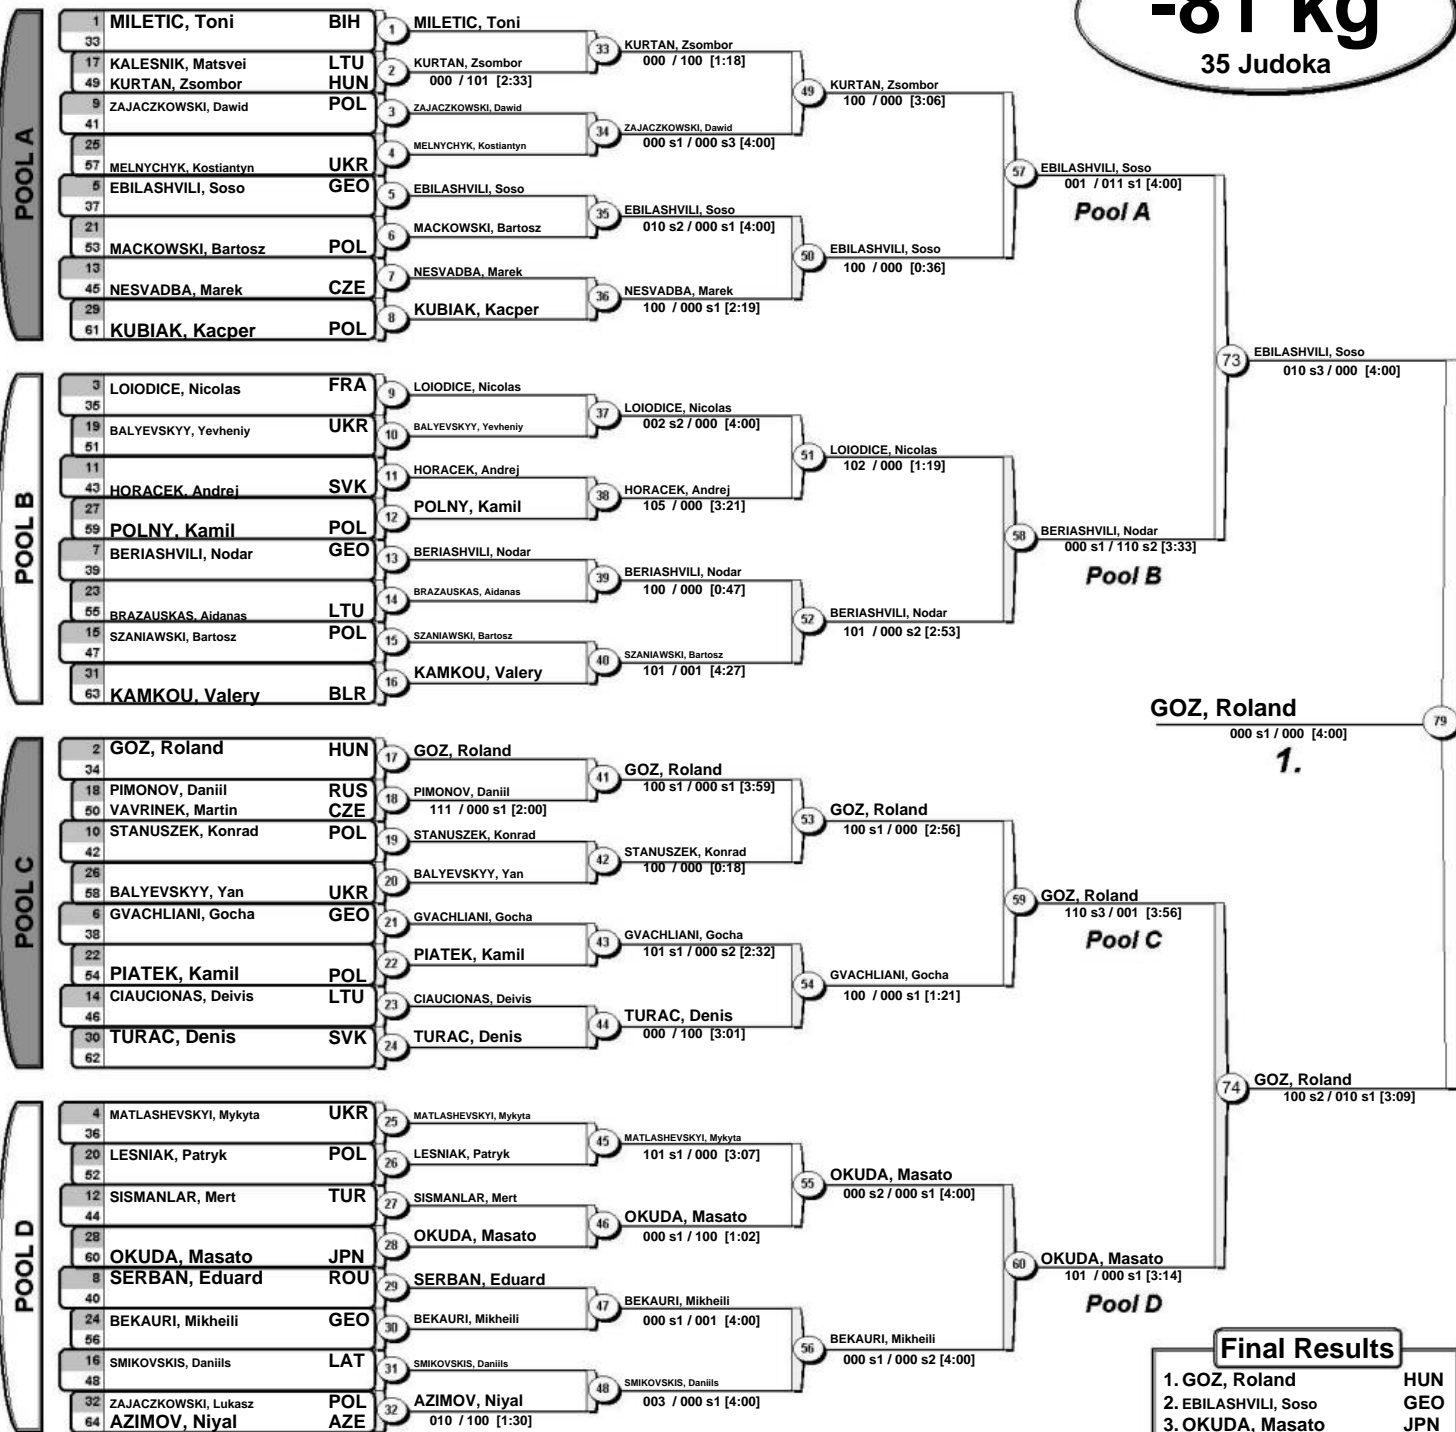 -81 kg
35 Judoka
POOL A
1 MILETIC, Toni BIH
33
17 KALESNIK, Matsvei LTU
49 KURTAN, Zsombor HUN
9 ZAJACZKOWSKI, Dawid POL
41
25
57 MELNYCHYK, Kostiantyn UKR
5 EBILASHVILI, Soso GEO
37
21
53 MACKOWSKI, Bartosz POL
13
45 NESVADBA, Marek CZE
29
61 KUBIAK, Kacper POL
1 MILETIC, Toni
2 KURTAN, Zsombor
000 / 101 [2:33]
3 ZAJACZKOWSKI, Dawid
4 MELNYCHYK, Kostiantyn
5 EBILASHVILI, Soso
6 MACKOWSKI, Bartosz
7 NESVADBA, Marek
8 KUBIAK, Kacper
33 KURTAN, Zsombor
000 / 100 [1:18]
34 ZAJACZKOWSKI, Dawid
000 s1 / 000 s3 [4:00]
35 EBILASHVILI, Soso
010 s2 / 000 s1 [4:00]
36 NESVADBA, Marek
100 / 000 s1 [2:19]
49 KURTAN, Zsombor
100 / 000 [3:06]
50 EBILASHVILI, Soso
100 / 000 [0:36]
57 EBILASHVILI, Soso
001 / 011 s1 [4:00]
Pool A
POOL B
3 LOIODICE, Nicolas FRA
35
19 BALYEVSKYY, Yevheniy UKR
51
11
43 HORACEK, Andrej SVK
27
59 POLNY, Kamil POL
7 BERIASHVILI, Nodar GEO
39
23
55 BRAZAUSKAS, Aidanas LTU
15 SZANIAWSKI, Bartosz POL
47
31
63 KAMKOU, Valery BLR
9 LOIODICE, Nicolas
10 BALYEVSKYY, Yevheniy
11 HORACEK, Andrej
12 POLNY, Kamil
13 BERIASHVILI, Nodar
14 BRAZAUSKAS, Aidanas
15 SZANIAWSKI, Bartosz
16 KAMKOU, Valery
37 LOIODICE, Nicolas
002 s2 / 000 [4:00]
38 HORACEK, Andrej
105 / 000 [3:21]
39 BERIASHVILI, Nodar
100 / 000 [0:47]
40 SZANIAWSKI, Bartosz
101 / 001 [4:27]
51 LOIODICE, Nicolas
102 / 000 [1:19]
52 BERIASHVILI, Nodar
101 / 000 s2 [2:53]
58 BERIASHVILI, Nodar
000 s1 / 110 s2 [3:33]
Pool B
73 EBILASHVILI, Soso
010 s3 / 000 [4:00]
GOZ, Roland 79
000 s1 / 000 [4:00]
1.
POOL C
2 GOZ, Roland HUN
34
18 PIMONOV, Daniil RUS
50 VAVRINEK, Martin CZE
10 STANUSZEK, Konrad POL
42
26
58 BALYEVSKYY, Yan UKR
6 GVACHLIANI, Gocha GEO
38
22
54 PIATEK, Kamil POL
14 CIAUCIONAS, Deivis LTU
46
30 TURAC, Denis SVK
62
17 GOZ, Roland
18 PIMONOV, Daniil
111 / 000 s1 [2:00]
19 STANUSZEK, Konrad
20 BALYEVSKYY, Yan
21 GVACHLIANI, Gocha
22 PIATEK, Kamil
23 CIAUCIONAS, Deivis
24 TURAC, Denis
41 GOZ, Roland
100 s1 / 000 s1 [3:59]
42 STANUSZEK, Konrad
100 / 000 [0:18]
43 GVACHLIANI, Gocha
101 s1 / 000 s2 [2:32]
44 TURAC, Denis
000 / 100 [3:01]
53 GOZ, Roland
100 s1 / 000 [2:56]
54 GVACHLIANI, Gocha
100 / 000 s1 [1:21]
59 GOZ, Roland
110 s3 / 001 [3:56]
Pool C
POOL D
4 MATLASHEVSKYI, Mykyta UKR
36
20 LESNIAK, Patryk POL
52
12 SISMANLAR, Mert TUR
44
28
60 OKUDA, Masato JPN
8 SERBAN, Eduard ROU
40
24 BEKAURI, Mikheili GEO
56
16 SMIKOVSKIS, Daniils LAT
48
32 ZAJACZKOWSKI, Lukasz POL
64 AZIMOV, Niyal AZE
25 MATLASHEVSKYI, Mykyta
26 LESNIAK, Patryk
27 SISMANLAR, Mert
28 OKUDA, Masato
29 SERBAN, Eduard
30 BEKAURI, Mikheili
31 SMIKOVSKIS, Daniils
32 AZIMOV, Niyal
010 / 100 [1:30]
45 MATLASHEVSKYI, Mykyta
101 s1 / 000 [3:07]
46 OKUDA, Masato
000 s1 / 100 [1:02]
47 BEKAURI, Mikheili
000 s1 / 001 [4:00]
48 SMIKOVSKIS, Daniils
003 / 000 s1 [4:00]
55 OKUDA, Masato
000 s2 / 000 s1 [4:00]
56 BEKAURI, Mikheili
000 s1 / 000 s2 [4:00]
60 OKUDA, Masato
101 / 000 s1 [3:14]
Pool D
74 GOZ, Roland
100 s2 / 010 s1 [3:09]
Final Results
1. GOZ, Roland HUN
2. EBILASHVILI, Soso GEO
3. OKUDA, Masato JPN